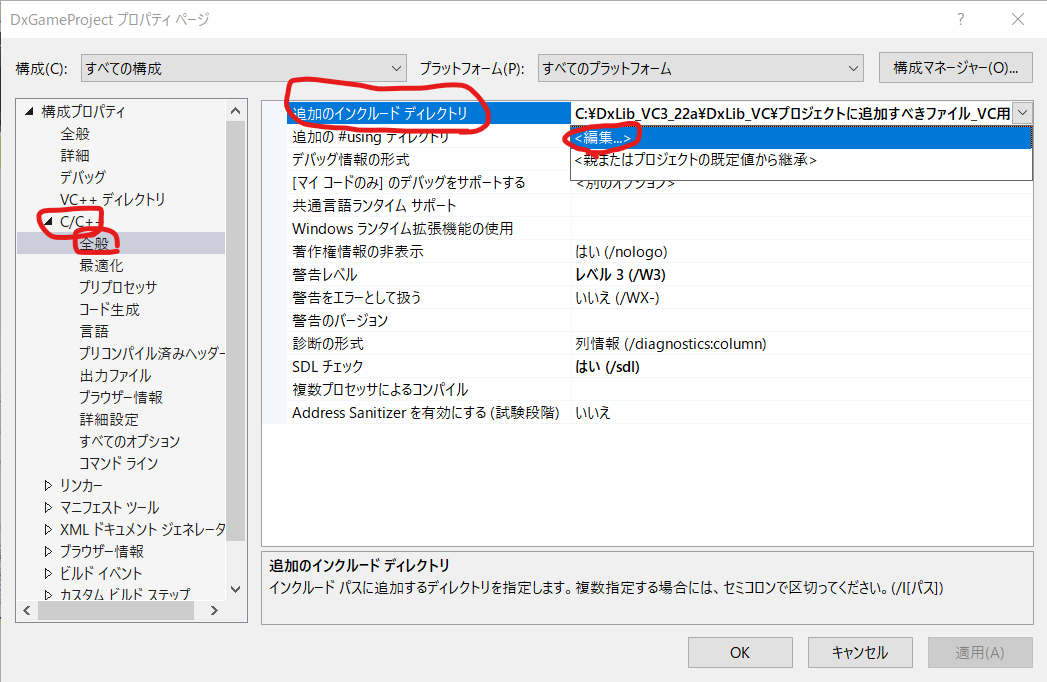 DxGameProject プロパティ ページ
構成(C): すべての構成 プラットフォーム(P): すべてのプラットフォーム 構成マネージャー(O)...
構成プロパティ
全般
詳細
デバッグ
VC++ ディレクトリ
C/C++
全般
最適化
プリプロセッサ
コード生成
言語
プリコンパイル済みヘッダー
出力ファイル
ブラウザー情報
詳細設定
すべてのオプション
コマンド ライン
リンカー
マニフェスト ツール
XML ドキュメント ジェネレータ
ブラウザー情報
ビルド イベント
カスタム ビルド ステップ
追加のインクルード ディレクトリ C:¥DxLib_VC3_22a¥DxLib_VC¥プロジェクトに追加すべきファイル_VC用
追加の #using ディレクトリ <編集...>
デバッグ情報の形式 <親またはプロジェクトの既定値から継承>
[マイ コードのみ] のデバッグをサポートする <別のオプション>
共通言語ランタイム サポート
Windows ランタイム拡張機能の使用
著作権情報の非表示 はい (/nologo)
警告レベル レベル 3 (/W3)
警告をエラーとして扱う いいえ (/WX-)
警告のバージョン
診断の形式 列情報 (/diagnostics:column)
SDL チェック はい (/sdl)
複数プロセッサによるコンパイル
Address Sanitizer を有効にする (試験段階) いいえ
追加のインクルード ディレクトリ
インクルード パスに追加するディレクトリを指定します。複数指定する場合には、セミコロンで区切ってください。(/I[パス])
OK キャンセル 適用(A)